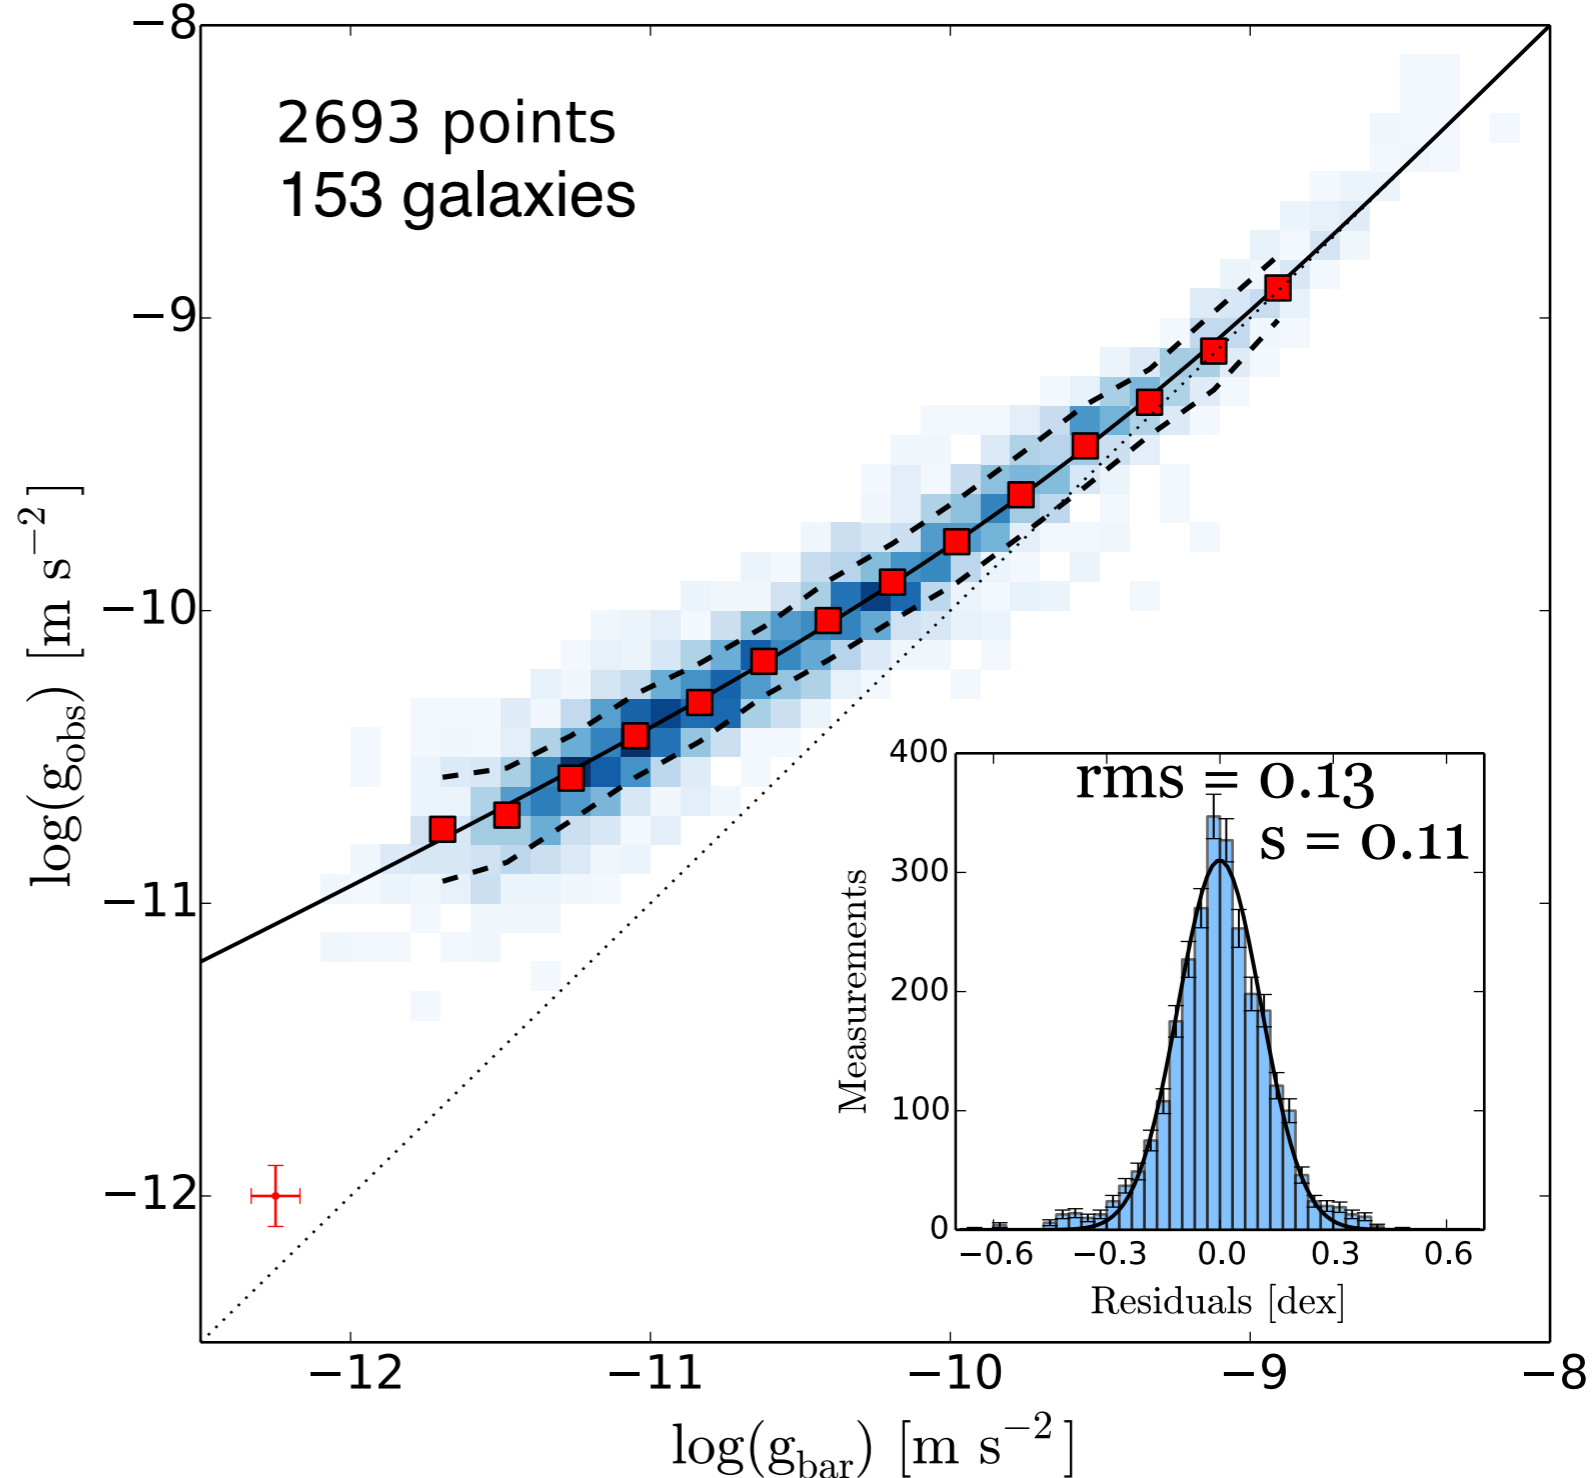 2693 points
153 galaxies
−8
−9
−10
−11
−12
log(g_obs) [m s⁻²]
−12
−11
−10
−9
−8
log(g_bar) [m s⁻²]
rms = 0.13
s = 0.11
400
300
200
100
0
Measurements
−0.6
−0.3
0.0
0.3
0.6
Residuals [dex]